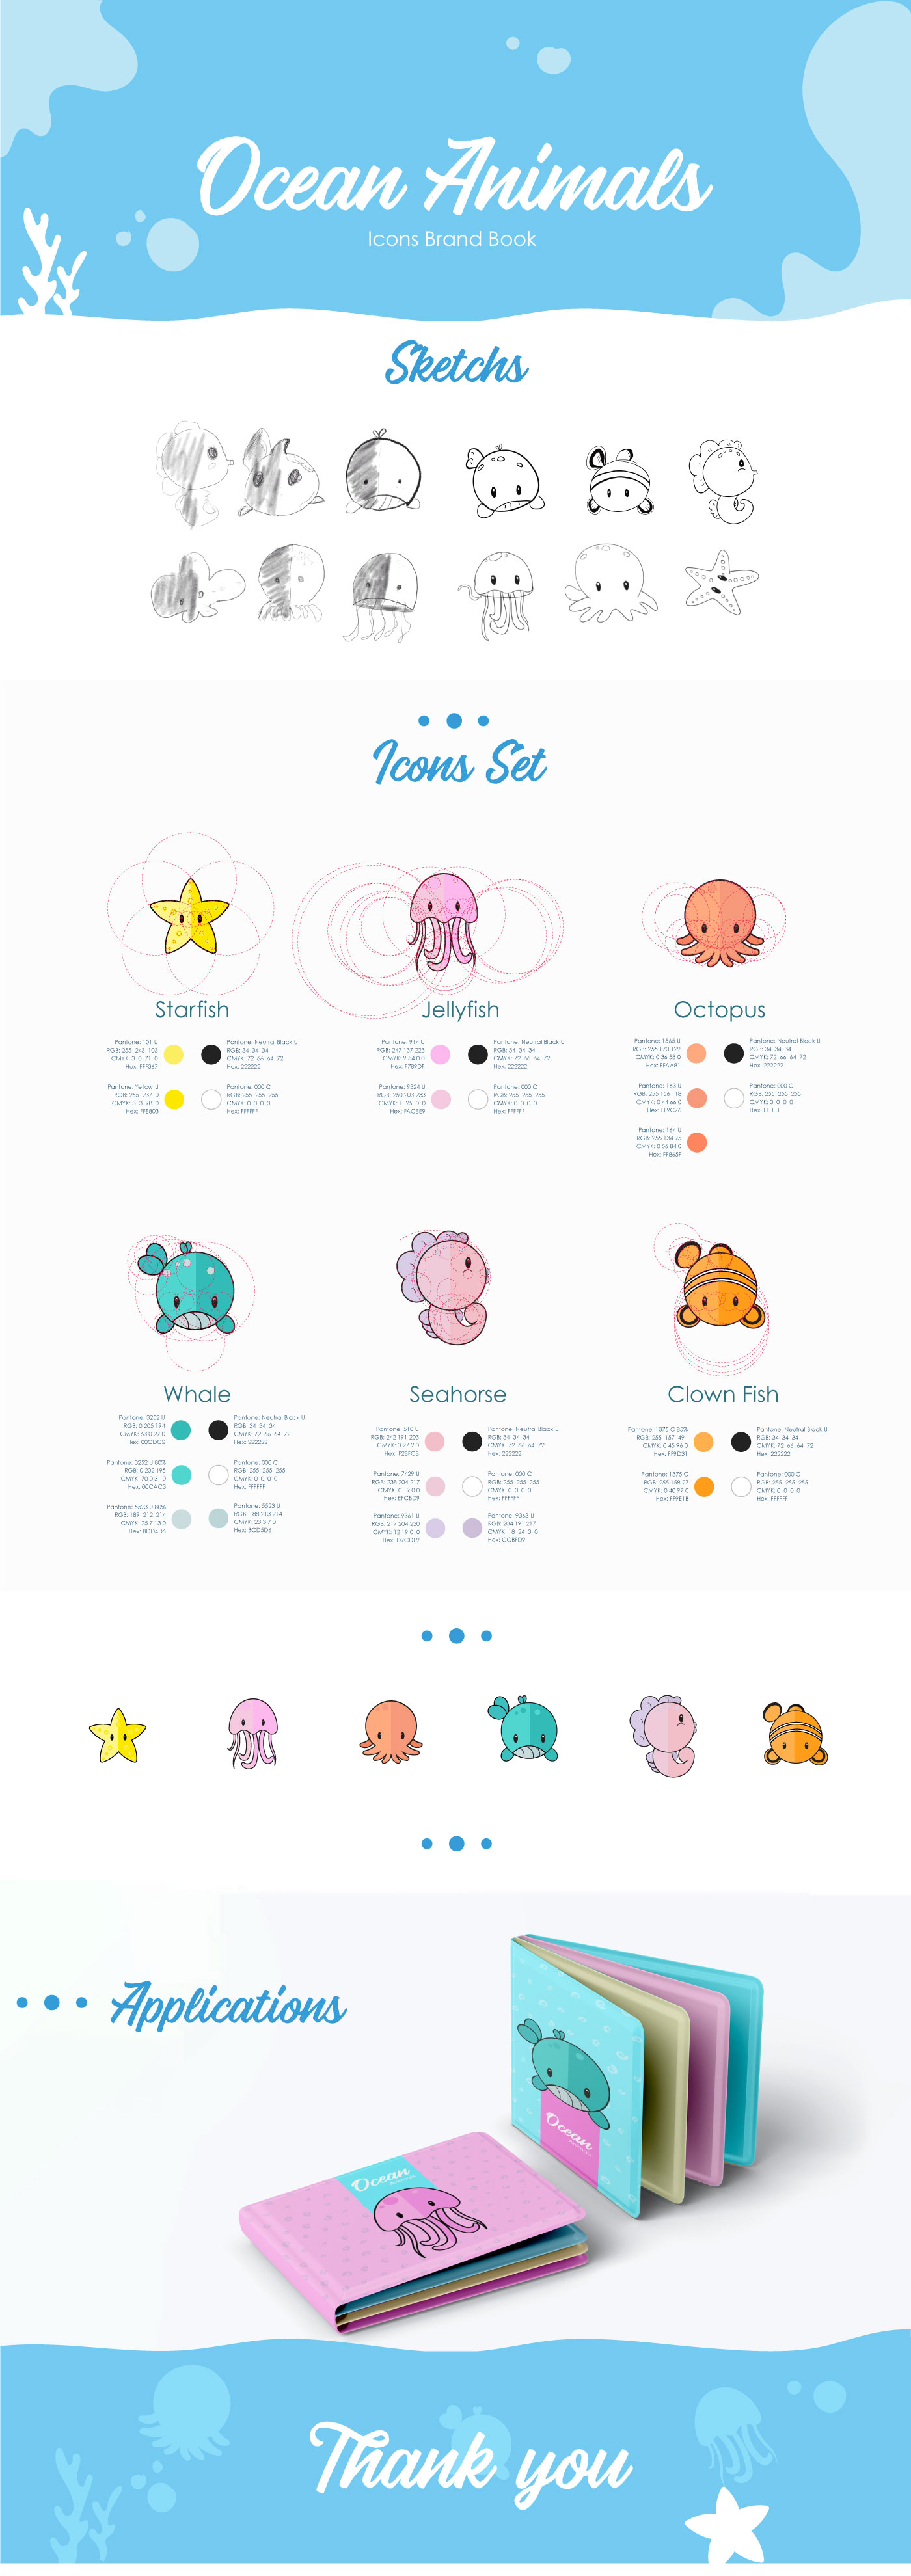 Ocean Animals
Icons Brand Book
Sketchs
Icons Set
Starfish
Pantone: 101 U
RGB: 255 243 103
CMYK: 3 0 71 0
Hex: FFF367
Pantone: Neutral Black U
RGB: 34 34 34
CMYK: 72 66 64 72
Hex: 222222
Pantone: Yellow U
RGB: 255 237 0
CMYK: 3 3 98 0
Hex: FFE803
Pantone: 000 C
RGB: 255 255 255
CMYK: 0 0 0 0
Hex: FFFFFF
Jellyfish
Pantone: 914 U
RGB: 247 137 223
CMYK: 9 54 0 0
Hex: F7B9DF
Pantone: Neutral Black U
RGB: 34 34 34
CMYK: 72 66 64 72
Hex: 222222
Pantone: 9324 U
RGB: 250 203 233
CMYK: 1 25 0 0
Hex: FACBE9
Pantone: 000 C
RGB: 255 255 255
CMYK: 0 0 0 0
Hex: FFFFFF
Octopus
Pantone: 1565 U
RGB: 255 170 129
CMYK: 0 36 58 0
Hex: FFAA81
Pantone: Neutral Black U
RGB: 34 34 34
CMYK: 72 66 64 72
Hex: 222222
Pantone: 163 U
RGB: 255 156 118
CMYK: 0 44 66 0
Hex: FF9C76
Pantone: 000 C
RGB: 255 255 255
CMYK: 0 0 0 0
Hex: FFFFFF
Pantone: 164 U
RGB: 255 134 95
CMYK: 0 56 84 0
Hex: FF865F
Whale
Pantone: 3252 U
RGB: 0 205 194
CMYK: 63 0 29 0
Hex: 00CDC2
Pantone: Neutral Black U
RGB: 34 34 34
CMYK: 72 66 64 72
Hex: 222222
Pantone: 3252 U 80%
RGB: 0 202 195
CMYK: 70 0 31 0
Hex: 00CAC3
Pantone: 000 C
RGB: 255 255 255
CMYK: 0 0 0 0
Hex: FFFFFF
Pantone: 5523 U 80%
RGB: 189 212 214
CMYK: 25 7 13 0
Hex: BDD4D6
Pantone: 5523 U
RGB: 188 213 214
CMYK: 23 3 7 0
Hex: BCD5D6
Seahorse
Pantone: 510 U
RGB: 242 191 203
CMYK: 0 27 2 0
Hex: F2BFCB
Pantone: Neutral Black U
RGB: 34 34 34
CMYK: 72 66 64 72
Hex: 222222
Pantone: 7429 U
RGB: 238 204 217
CMYK: 0 19 0 0
Hex: EFCBD9
Pantone: 000 C
RGB: 255 255 255
CMYK: 0 0 0 0
Hex: FFFFFF
Pantone: 9361 U
RGB: 217 204 230
CMYK: 12 19 0 0
Hex: D9CDE9
Pantone: 9363 U
RGB: 204 191 217
CMYK: 18 24 3 0
Hex: CCBFD9
Clown Fish
Pantone: 1375 C 85%
RGB: 255 157 49
CMYK: 0 45 96 0
Hex: FF9D31
Pantone: Neutral Black U
RGB: 34 34 34
CMYK: 72 66 64 72
Hex: 222222
Pantone: 1375 C
RGB: 255 158 27
CMYK: 0 40 97 0
Hex: FF9E1B
Pantone: 000 C
RGB: 255 255 255
CMYK: 0 0 0 0
Hex: FFFFFF
Applications
Ocean
Ocean
Thank you